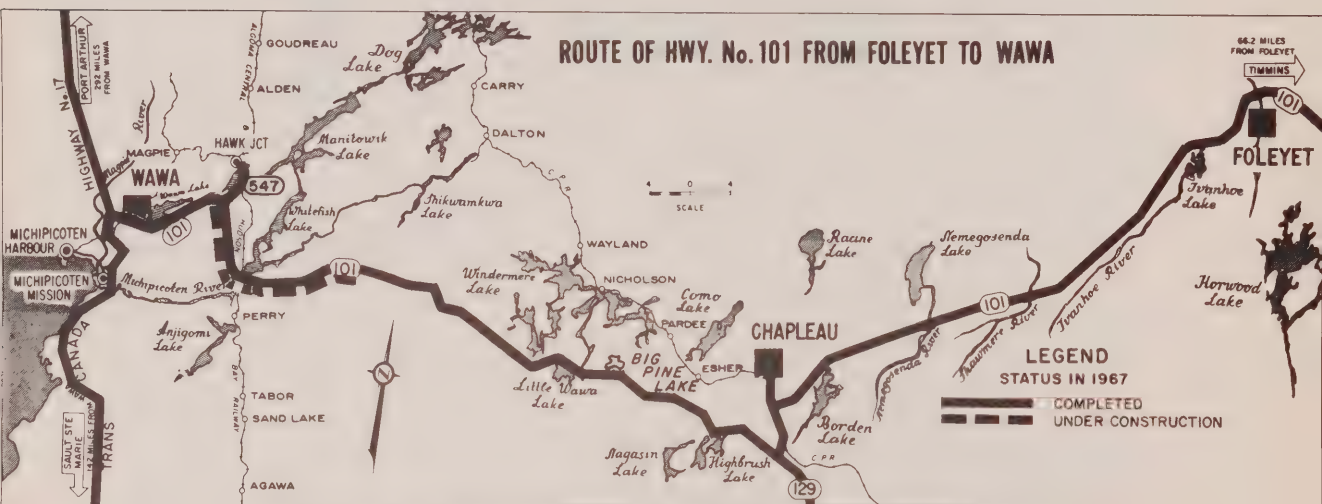 ROUTE OF HWY. No. 101 FROM FOLEYET TO WAWA
PORT ARTHUR
292 MILES
FROM WAWA
HIGHWAY No. 17
River
Magpie
MAGPIE
WAWA
Wawa Lake
101
MICHIPICOTEN
HARBOUR
MICHIPICOTEN
MISSION
Michipicoten River
TRANS CANADA WAY
SAULT STE
MARIE
142 MILES FROM
ALGOMA CENTRAL &
HUDSON
BAY RAILWAY
GOUDREAU
ALDEN
HAWK JCT
547
PERRY
Anjigomi
Lake
TABOR
SAND LAKE
AGAWA
Dog
Lake
Manitowik
Lake
Whitefish
Lake
CARRY
DALTON
C.P.R.
Shikwamkwa
Lake
4 0 4
SCALE
101
N
WAYLAND
NICHOLSON
Windermere
Lake
Como
Lake
PARDEE
BIG
PINE
LAKE
ESHER
Little Wawa
Lake
CHAPLEAU
Racine
Lake
Nemegosenda
Lake
101
Nagasin
Lake
Highbrush
Lake
Borden
Lake
C.P.R.
129
Nemegosenda River
Shawmere River
Ivanhoe River
Ivanhoe
Lake
66.2 MILES
FROM FOLEYET
TIMMINS
101
FOLEYET
Horwood
Lake
LEGEND
STATUS IN 1967
COMPLETED
UNDER CONSTRUCTION